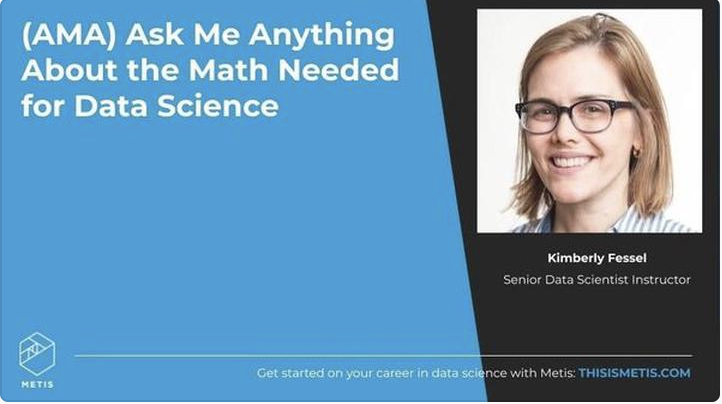 (AMA) Ask Me Anything
About the Math Needed
for Data Science
Kimberly Fessel
Senior Data Scientist Instructor
METIS
Get started on your career in data science with Metis: THISISMETIS.COM